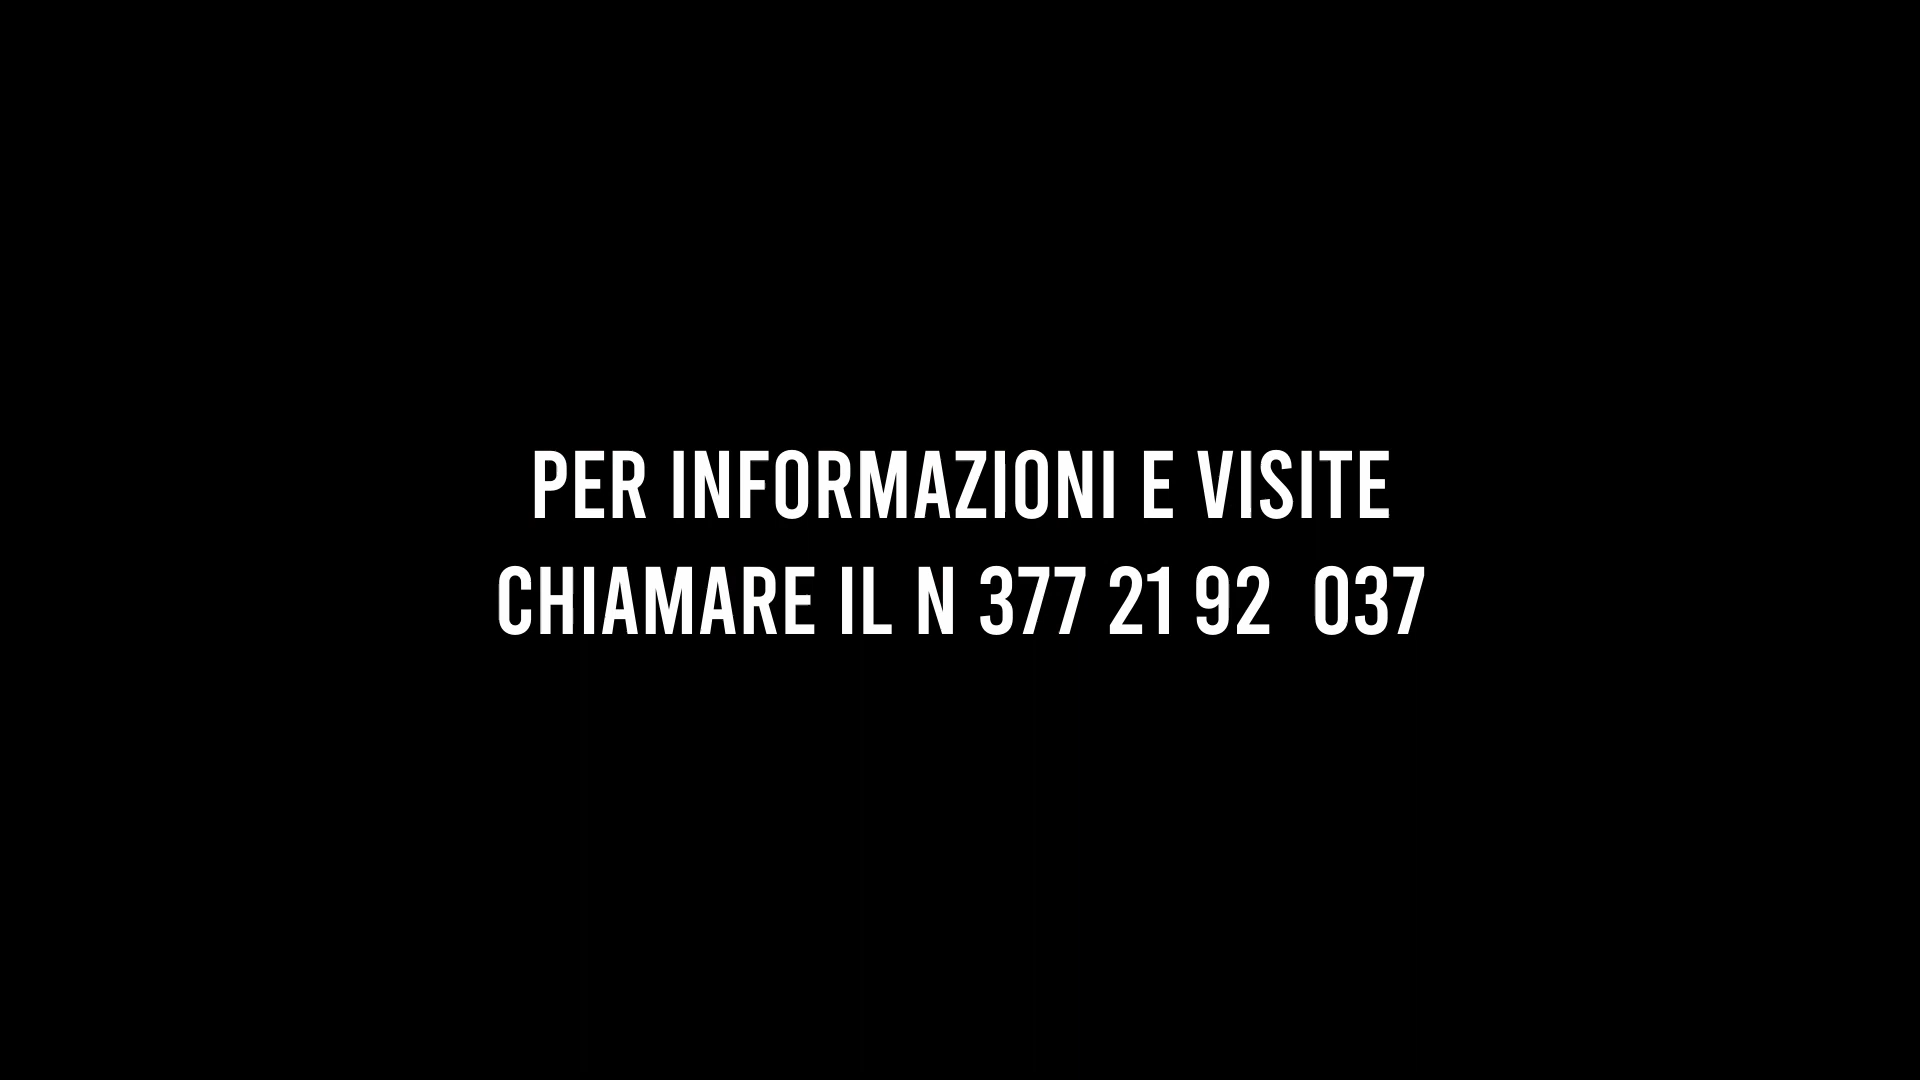 PER INFORMAZIONI E VISITE
CHIAMARE IL N 377 21 92  037